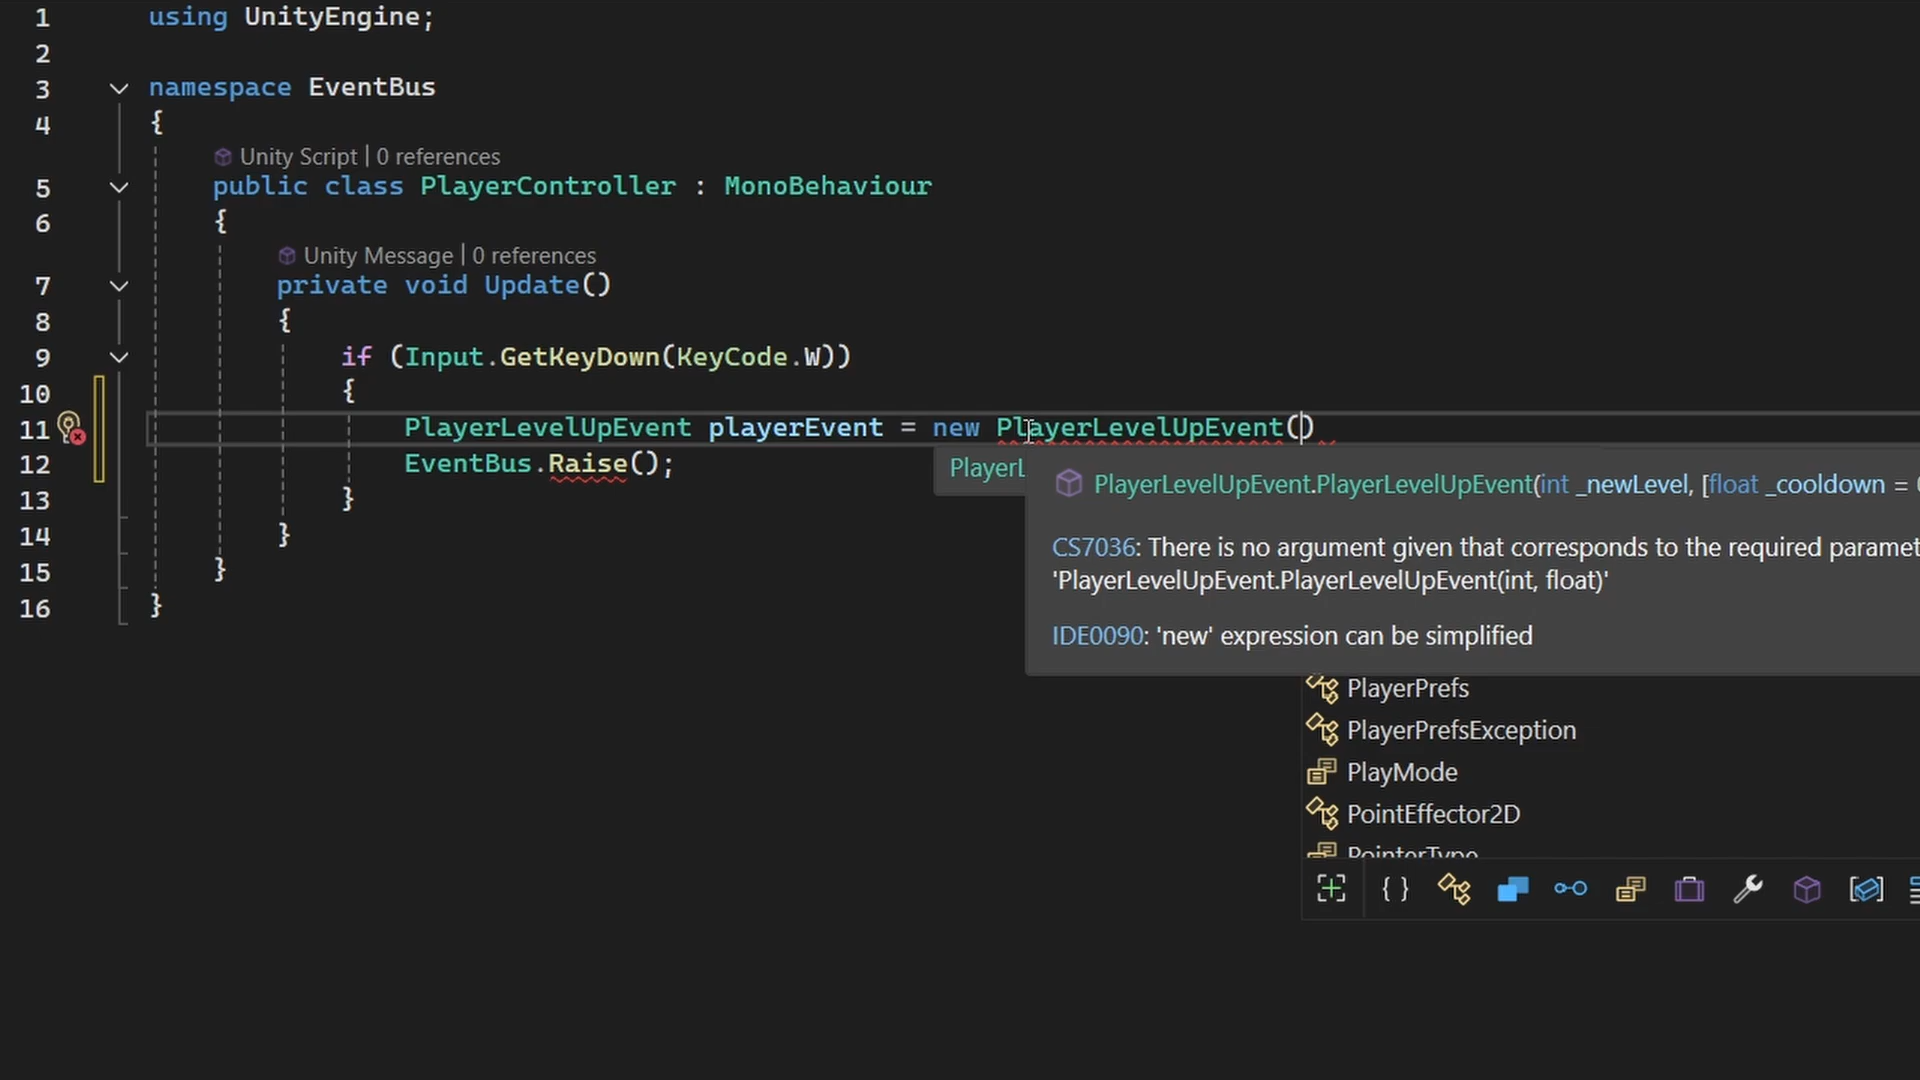 1 using UnityEngine;
2
3 namespace EventBus
4 {
Unity Script | 0 references
5 public class PlayerController : MonoBehaviour
6 {
Unity Message | 0 references
7 private void Update()
8 {
9 if (Input.GetKeyDown(KeyCode.W))
10 {
11 PlayerLevelUpEvent playerEvent = new PlayerLevelUpEvent()
12 EventBus.Raise();
PlayerL
PlayerLevelUpEvent.PlayerLevelUpEvent(int _newLevel, [float _cooldown =
13 }
14 }
15 }
16 }
CS7036: There is no argument given that corresponds to the required paramet
'PlayerLevelUpEvent.PlayerLevelUpEvent(int, float)'
IDE0090: 'new' expression can be simplified
PlayerPrefs
PlayerPrefsException
PlayMode
PointEffector2D
PointerType